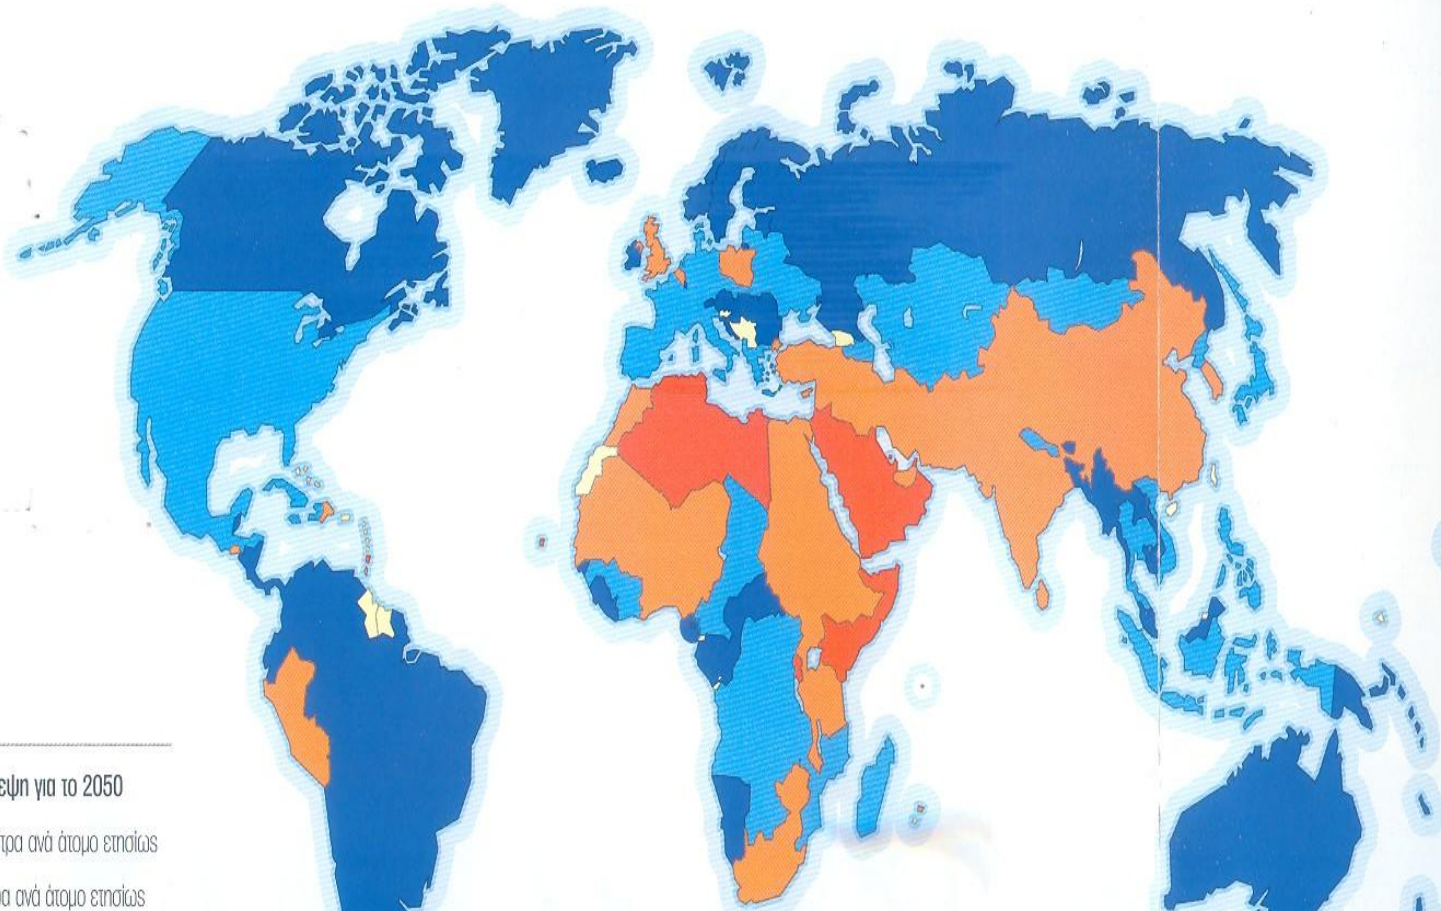 εψη για το 2050
τρα ανά άτομο ετησίως
α ανά άτομο ετησίως